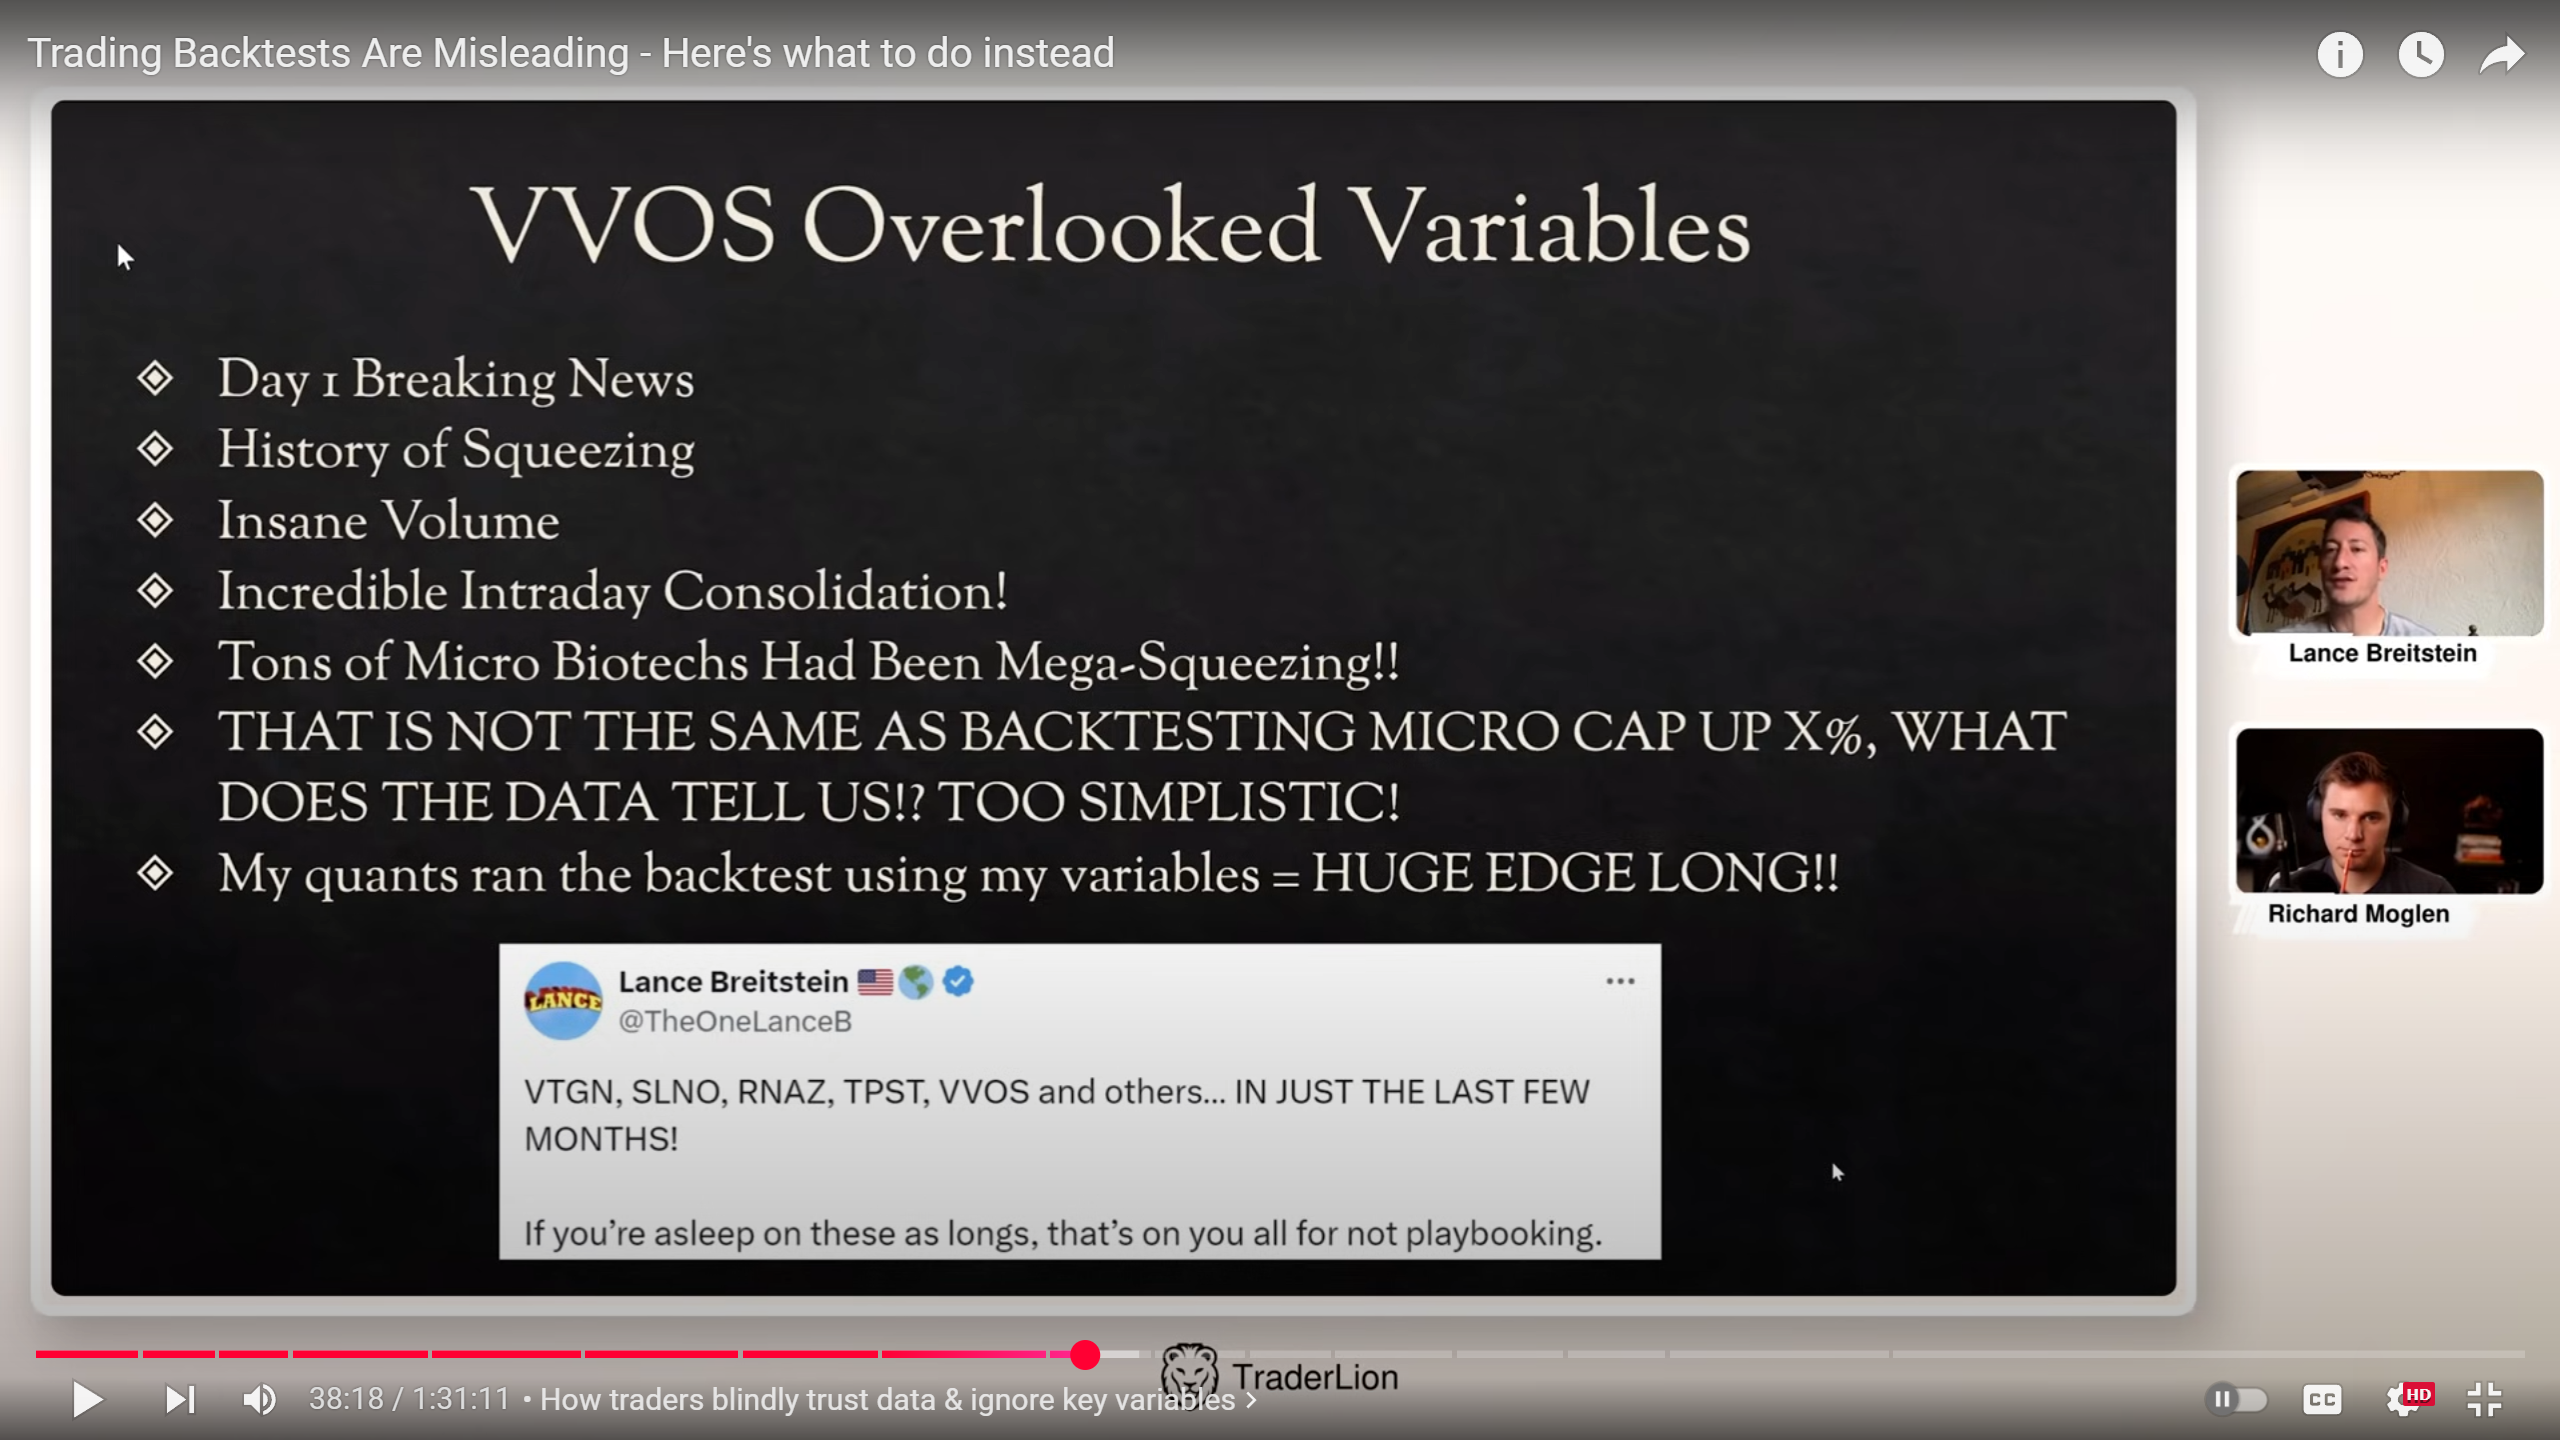 Trading Backtests Are Misleading - Here's what to do instead
VVOS Overlooked Variables
Day 1 Breaking News
History of Squeezing
Insane Volume
Incredible Intraday Consolidation!
Tons of Micro Biotechs Had Been Mega-Squeezing!!
THAT IS NOT THE SAME AS BACKTESTING MICRO CAP UP X%, WHAT
DOES THE DATA TELL US!? TOO SIMPLISTIC!
My quants ran the backtest using my variables = HUGE EDGE LONG!!
LANCE
Lance Breitstein
@TheOneLanceB
VTGN, SLNO, RNAZ, TPST, VVOS and others... IN JUST THE LAST FEW
MONTHS!
If you’re asleep on these as longs, that’s on you all for not playbooking.
Lance Breitstein
Richard Moglen
TraderLion
38:18 / 1:31:11 • How traders blindly trust data & ignore key variables >
CC
HD